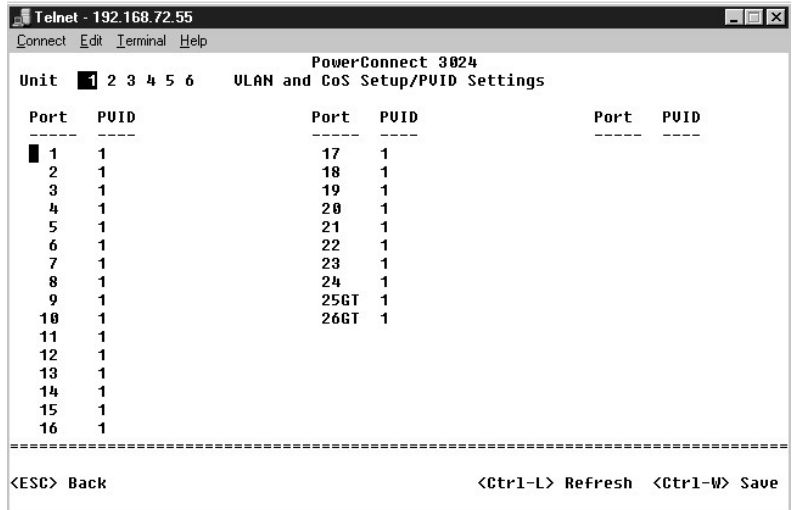 Telnet - 192.168.72.55
Connect Edit Terminal Help
PowerConnect 3024
Unit 1 2 3 4 5 6 VLAN and CoS Setup/PVID Settings
Port PVID Port PVID Port PVID
----- ---- ----- ---- ----- ----
1 1 17 1
2 1 18 1
3 1 19 1
4 1 20 1
5 1 21 1
6 1 22 1
7 1 23 1
8 1 24 1
9 1 25GT 1
10 1 26GT 1
11 1
12 1
13 1
14 1
15 1
16 1
================================================================================
<ESC> Back <Ctrl-L> Refresh <Ctrl-W> Save